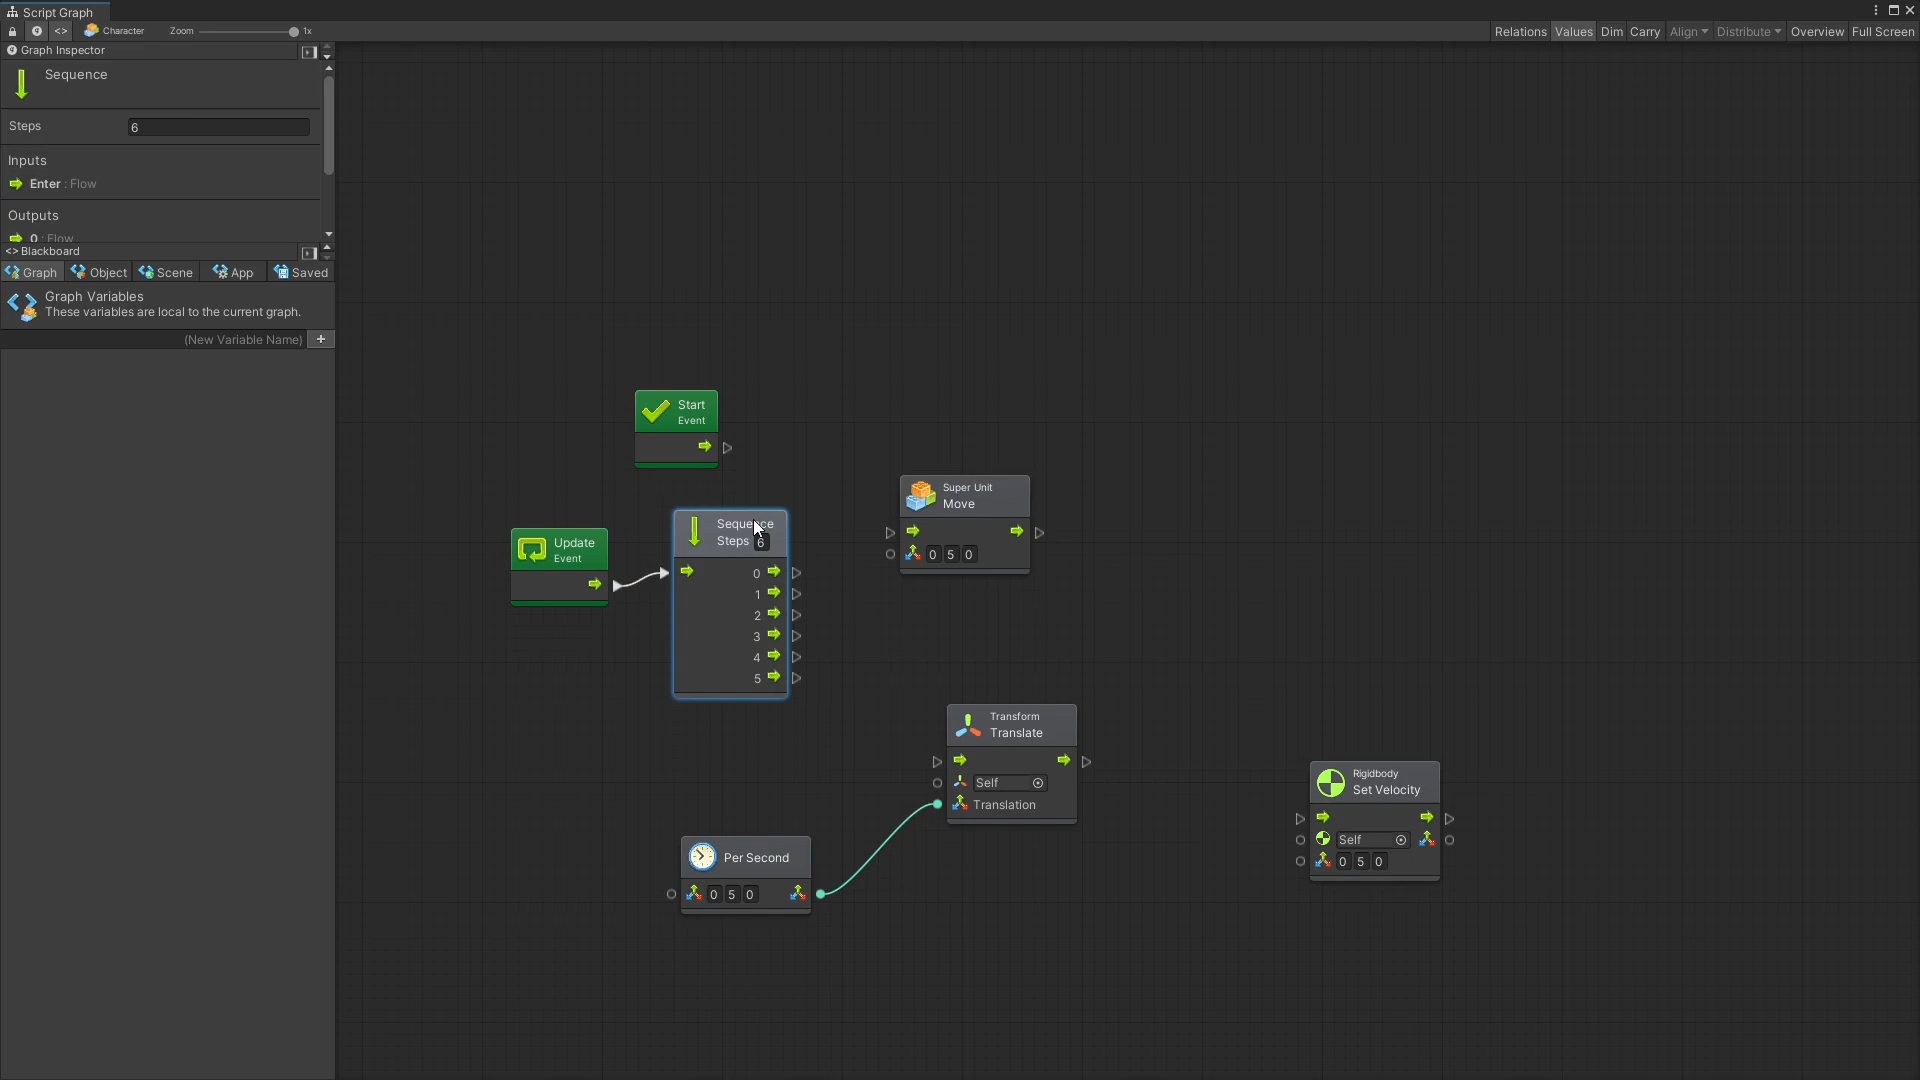 Script Graph
Character
Zoom
1x
Relations
Values
Dim
Carry
Align
Distribute
Overview
Full Screen
Graph Inspector
Sequence
Steps
6
Inputs
Enter : Flow
Outputs
0 : Flow
<> Blackboard
Graph
Object
Scene
App
Saved
Graph Variables
These variables are local to the current graph.
(New Variable Name)
+
Start
Event
Update
Event
Sequence
Steps 6
0
1
2
3
4
5
Super Unit
Move
0 5 0
Transform
Translate
Self
Translation
Per Second
0 5 0
Rigidbody
Set Velocity
Self
0 5 0